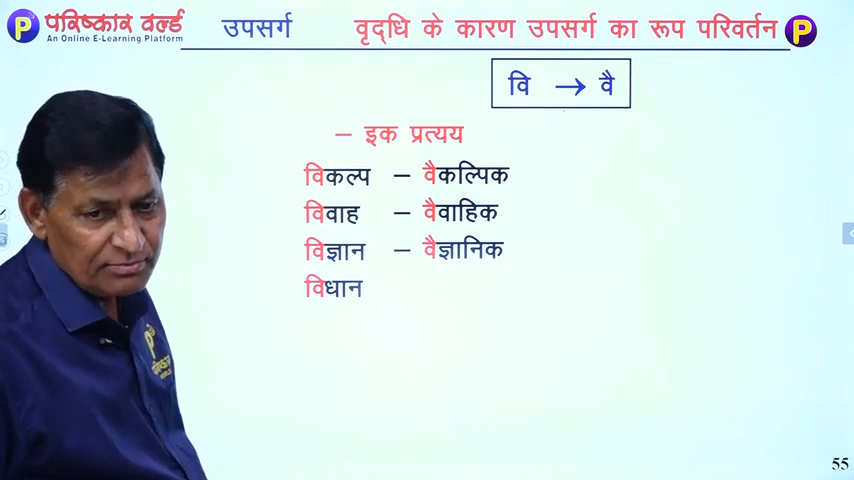 परिष्कार वर्ल्ड
An Online E-Learning Platform
उपसर्ग वृद्धि के कारण उपसर्ग का रूप परिवर्तन
वि → वै
– इक प्रत्यय
विकल्प – वैकल्पिक
विवाह – वैवाहिक
विज्ञान – वैज्ञानिक
विधान
55